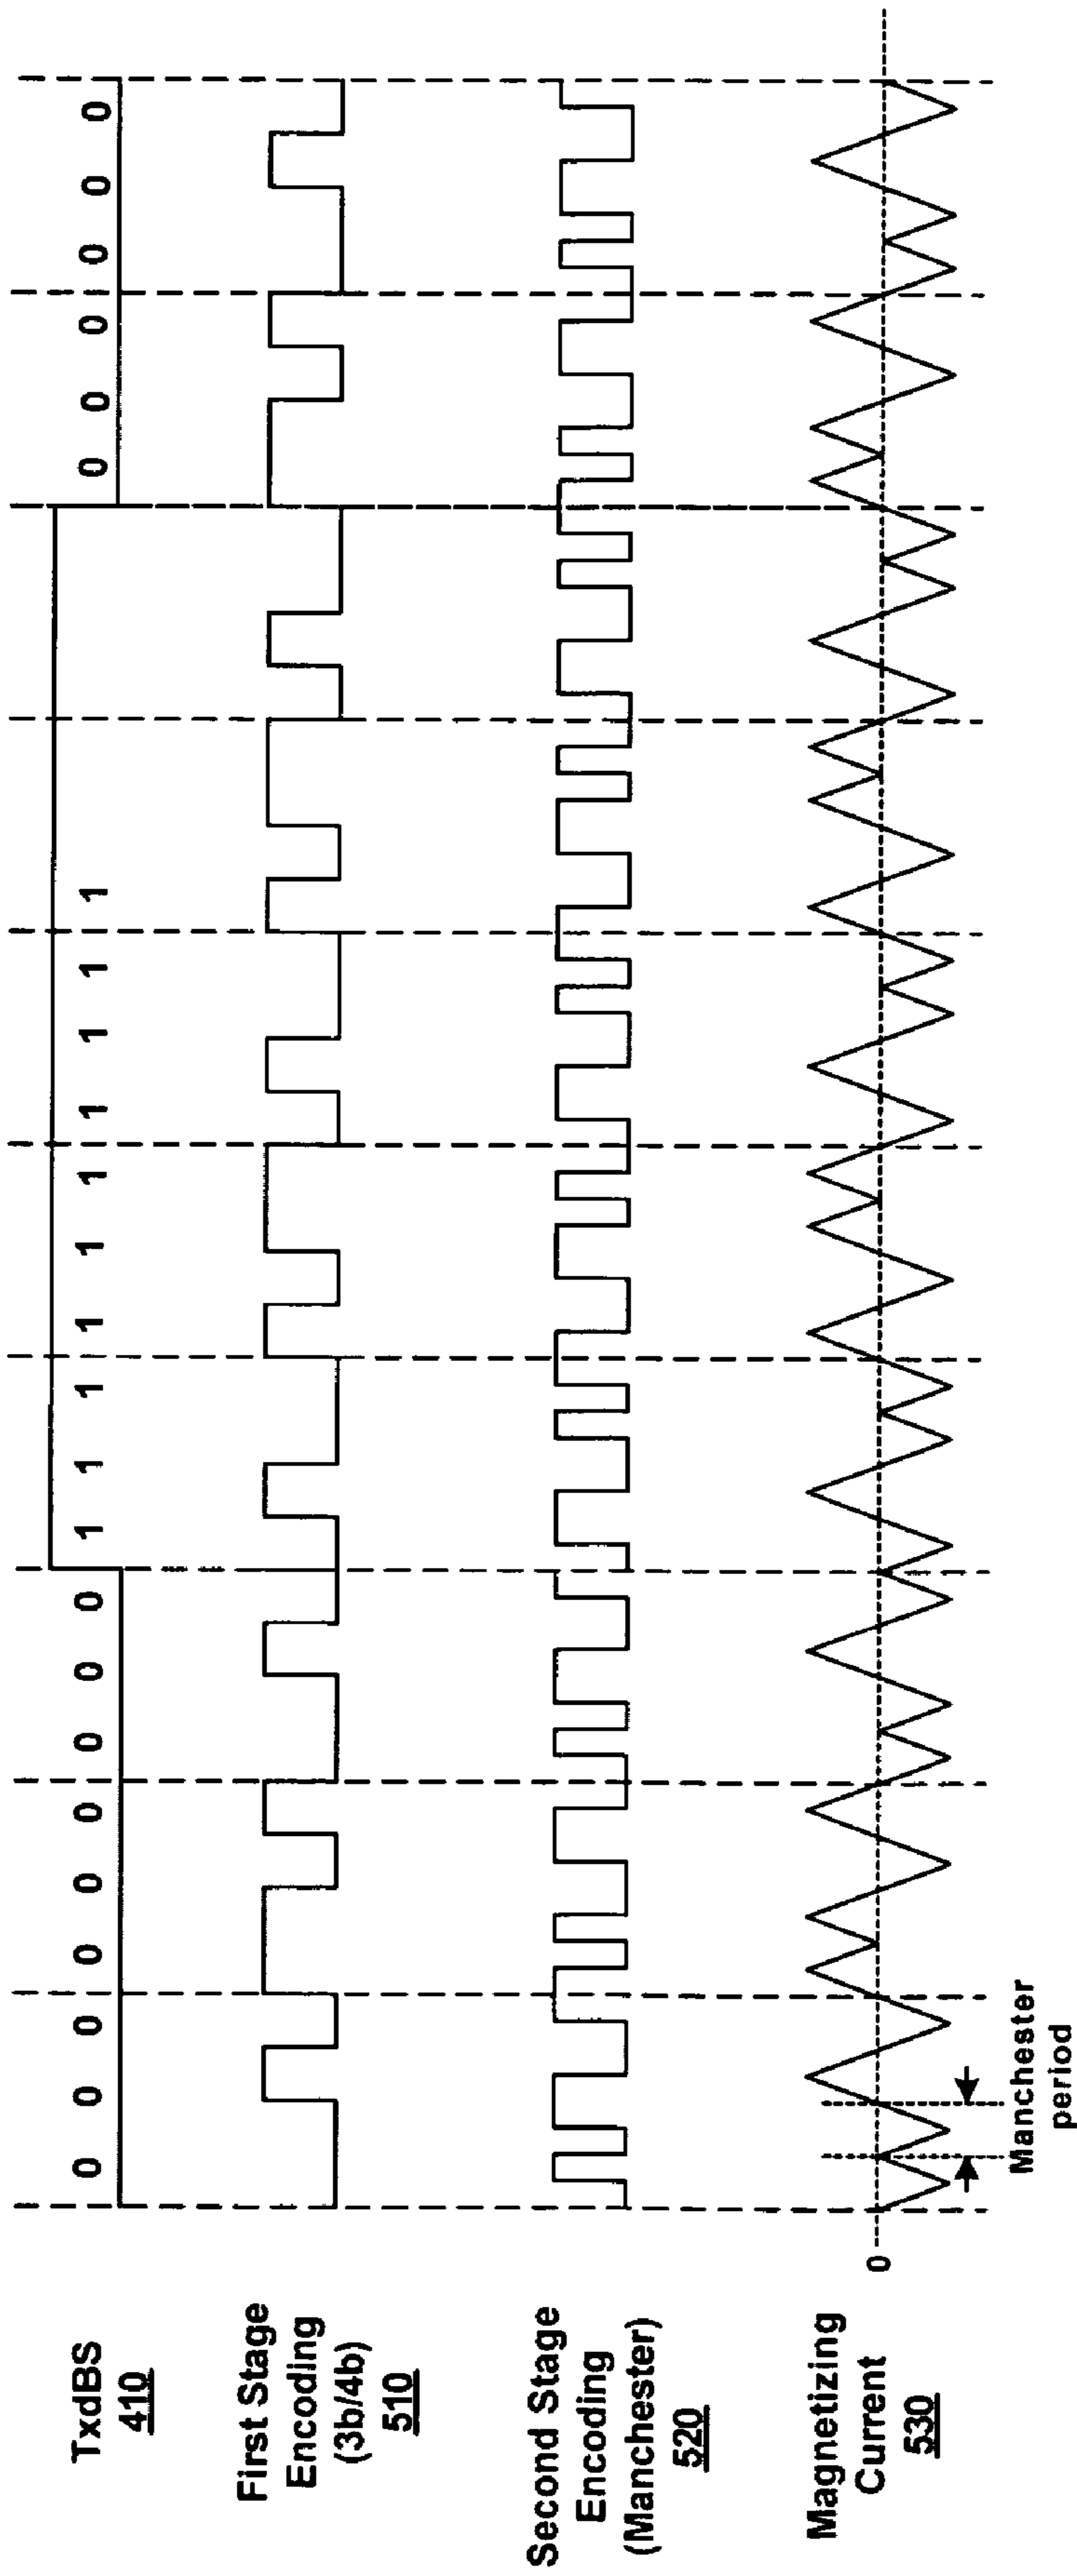 TxdBS
410
0 0 0 0 0 0 0 0 0 1 1 1 1 1 1 1 1 1 1 0 0 0 0 0 0
First Stage
Encoding
(3b/4b)
510
Second Stage
Encoding
(Manchester)
520
Magnetizing
Current
530
0
Manchester
period